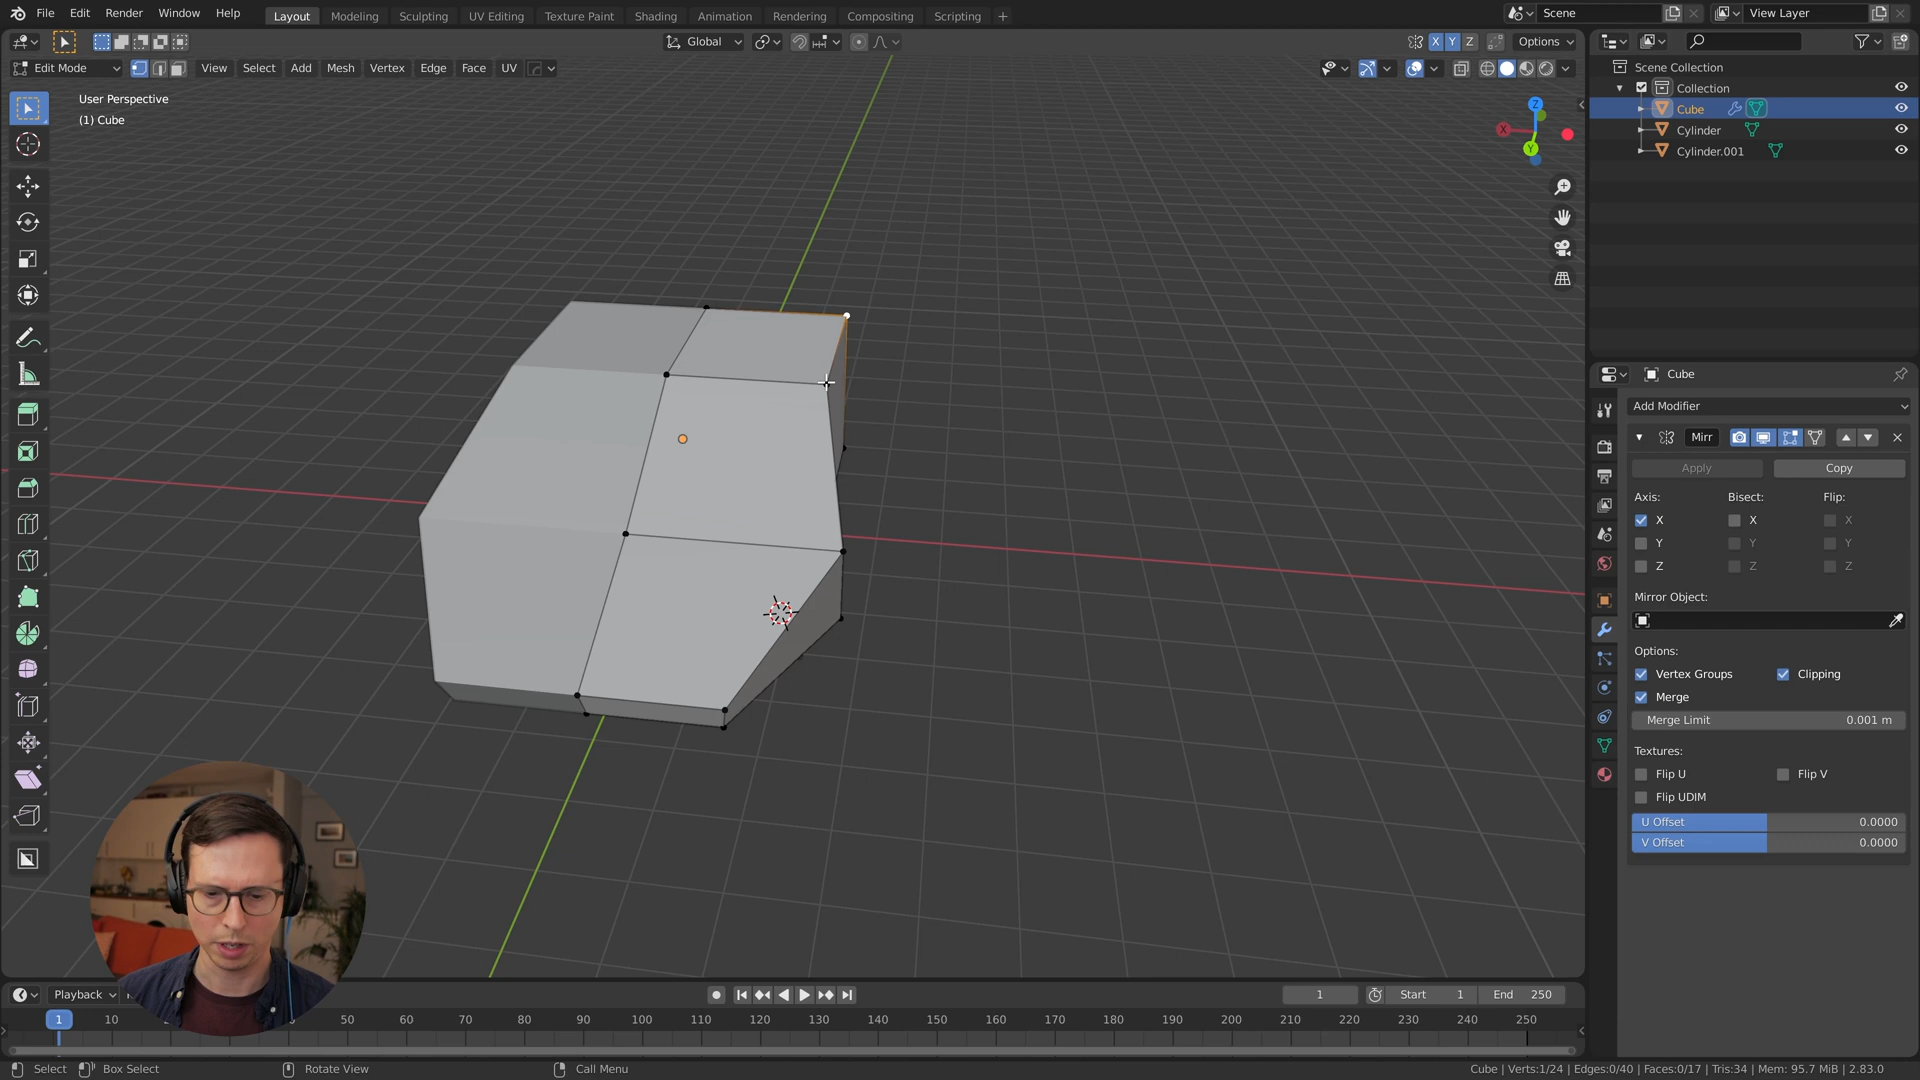 File Edit Render Window Help
Layout Modeling Sculpting UV Editing Texture Paint Shading Animation Rendering Compositing Scripting +
Scene
View Layer
Global
X Y Z
Options
Edit Mode
View Select Add Mesh Vertex Edge Face UV
User Perspective
(1) Cube
Z
X
Y
Scene Collection
Collection
Cube
Cylinder
Cylinder.001
Cube
Add Modifier
Mirr
Apply
Copy
Axis: Bisect: Flip:
X X X
Y Y Y
Z Z Z
Mirror Object:
Options:
Vertex Groups Clipping
Merge
Merge Limit 0.001 m
Textures:
Flip U Flip V
Flip UDIM
U Offset 0.0000
V Offset 0.0000
Playback
1
Start 1
End 250
1 10 50 60 70 80 90 100 110 120 130 140 150 160 170 180 190 200 210 220 230 240 250
Select Box Select Rotate View Call Menu
Cube | Verts:1/24 | Edges:0/40 | Faces:0/17 | Tris:34 | Mem: 95.7 MiB | 2.83.0